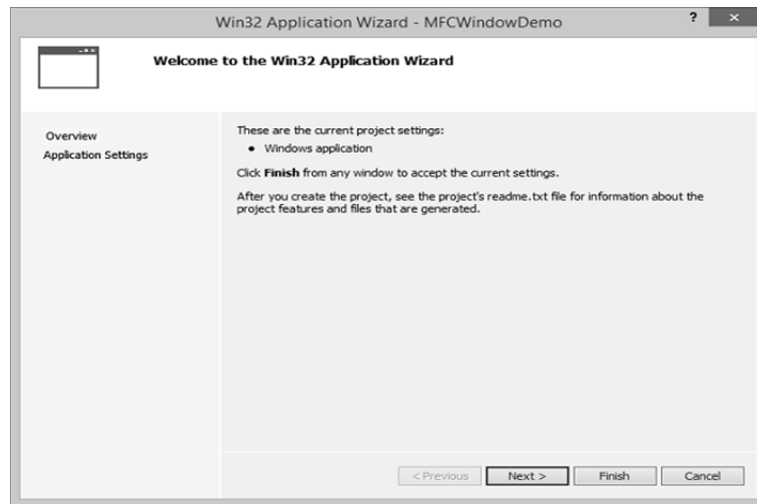 Win32 Application Wizard - MFCWindowDemo
?
Welcome to the Win32 Application Wizard
Overview
Application Settings
These are the current project settings:
• Windows application
Click Finish from any window to accept the current settings.
After you create the project, see the project's readme.txt file for information about the
project features and files that are generated.
< Previous
Next >
Finish
Cancel